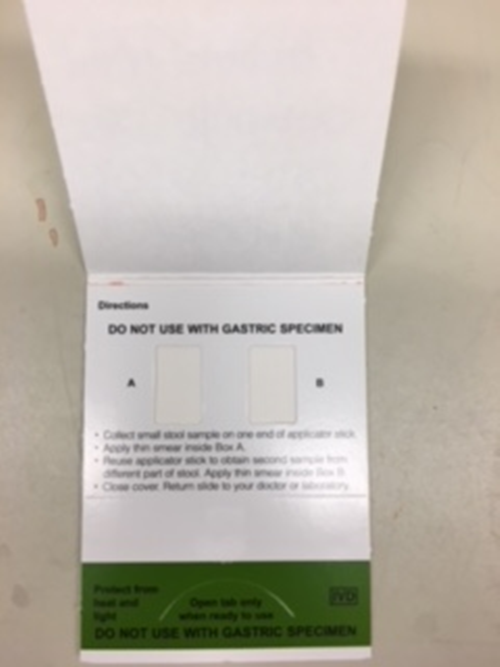 Directions
DO NOT USE WITH GASTRIC SPECIMEN
A
B
• Collect small stool sample on one end of applicator stick.
• Apply thin smear inside Box A.
• Reuse applicator stick to obtain second sample from
different part of stool. Apply thin smear inside Box B.
• Close cover. Return slide to your doctor or laboratory.
Protect from
heat and
light
Open tab only
when ready to use
IVD
DO NOT USE WITH GASTRIC SPECIMEN